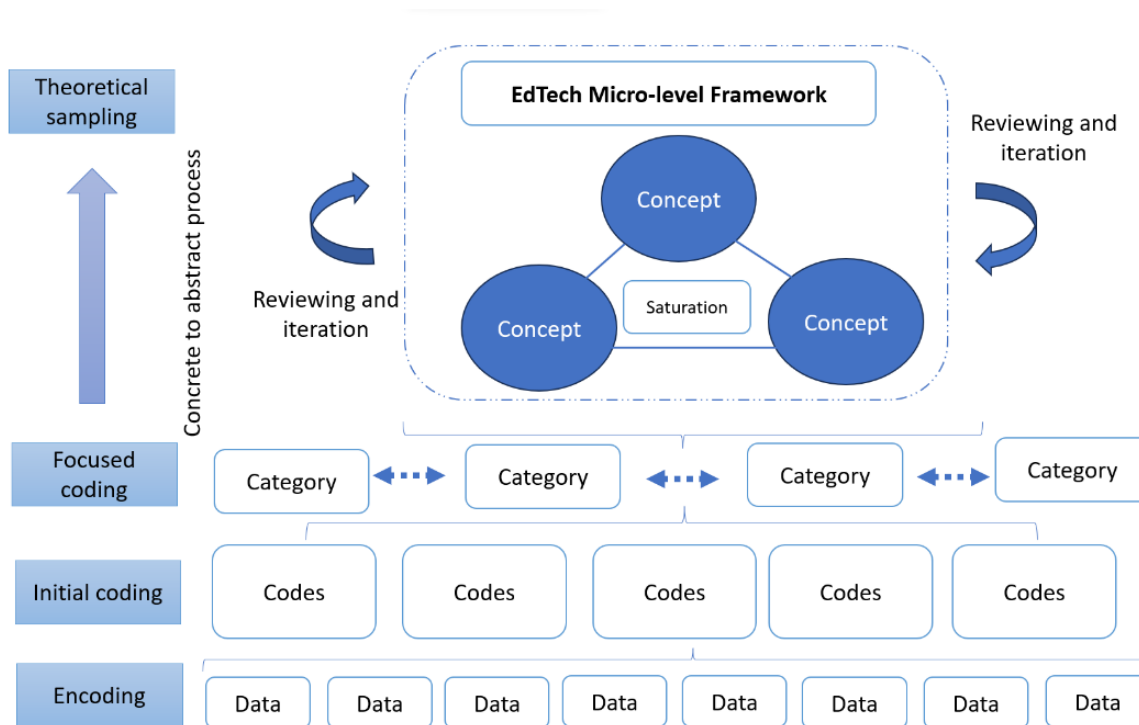 Theoretical
sampling
EdTech Micro-level Framework
Reviewing and
iteration
Concept
Concrete to abstract process
Reviewing and
iteration
Saturation
Concept
Concept
Focused
coding
Category
Category
Category
Category
Initial coding
Codes
Codes
Codes
Codes
Codes
Encoding
Data
Data
Data
Data
Data
Data
Data
Data